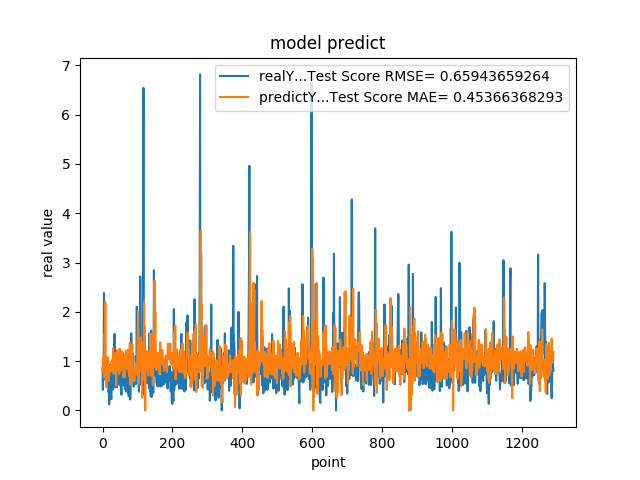 model predict
realY...Test Score RMSE= 0.65943659264
predictY...Test Score MAE= 0.45366368293
7
6
5
4
3
2
1
0
real value
0 200 400 600 800 1000 1200
point